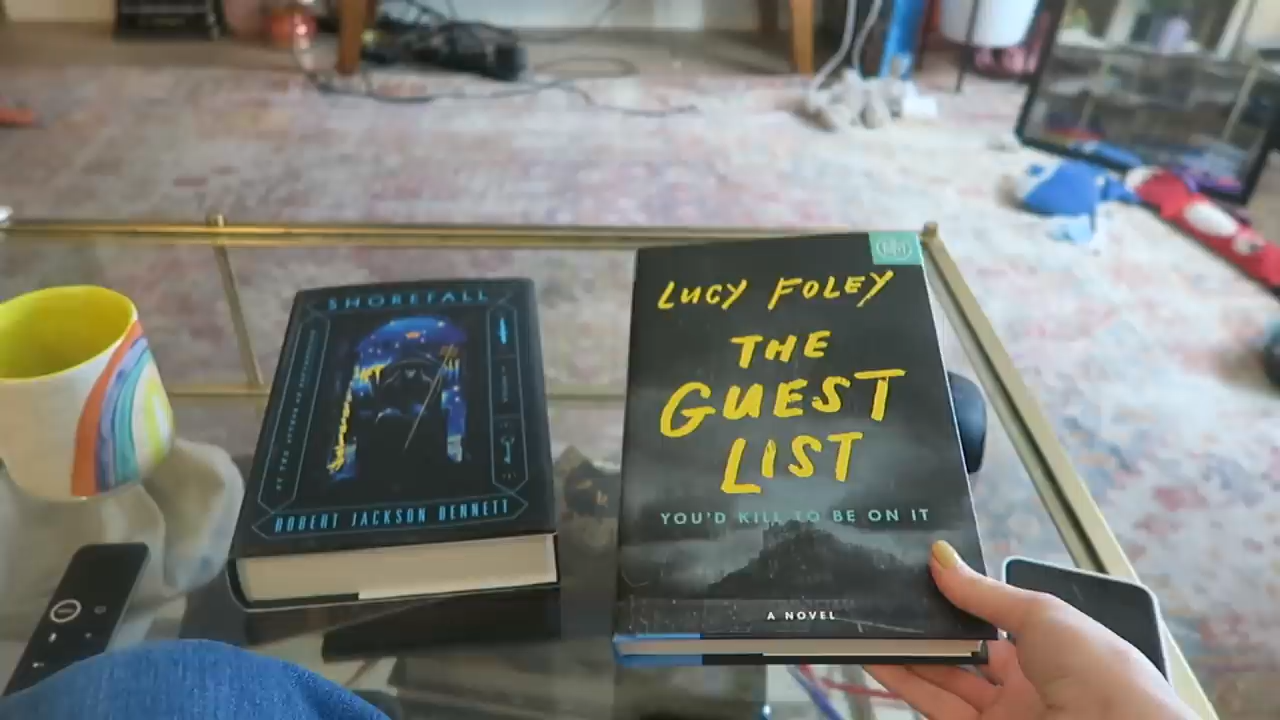 SHOREFALL
ROBERT JACKSON BENNETT
LUCY FOLEY
THE
GUEST
LIST
YOU'D KILL TO BE ON IT
A NOVEL